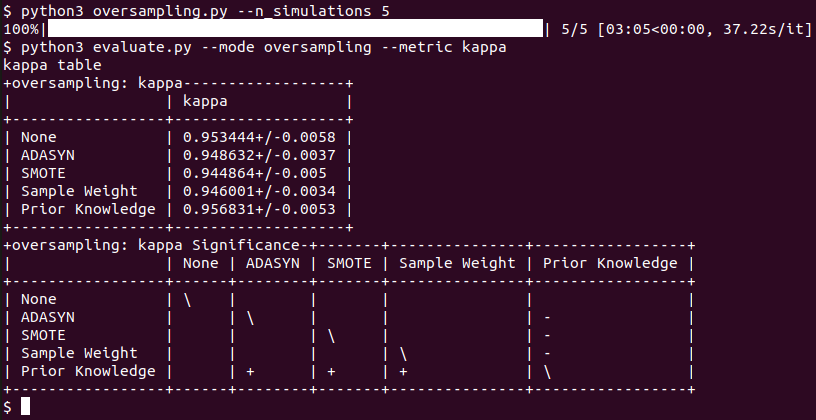 $ python3 oversampling.py --n_simulations 5
100%|██████████████████████████████████████████████████████| 5/5 [03:05<00:00, 37.22s/it]
$ python3 evaluate.py --mode oversampling --metric kappa
kappa table
+oversampling: kappa------------------+
|                 | kappa             |
+-----------------+-------------------+
| None            | 0.953444+/-0.0058 |
| ADASYN          | 0.948632+/-0.0037 |
| SMOTE           | 0.944864+/-0.005  |
| Sample Weight   | 0.946001+/-0.0034 |
| Prior Knowledge | 0.956831+/-0.0053 |
+-----------------+-------------------+
+oversampling: kappa Significance-+-------+---------------+-----------------+
|                 | None | ADASYN | SMOTE | Sample Weight | Prior Knowledge |
+-----------------+------+--------+-------+---------------+-----------------+
| None            | \    |        |       |               |                 |
| ADASYN          |      | \      |       |               | -               |
| SMOTE           |      |        | \     |               | -               |
| Sample Weight   |      |        |       | \             | -               |
| Prior Knowledge |      | +      | +     | +             | \               |
+-----------------+------+--------+-------+---------------+-----------------+
$